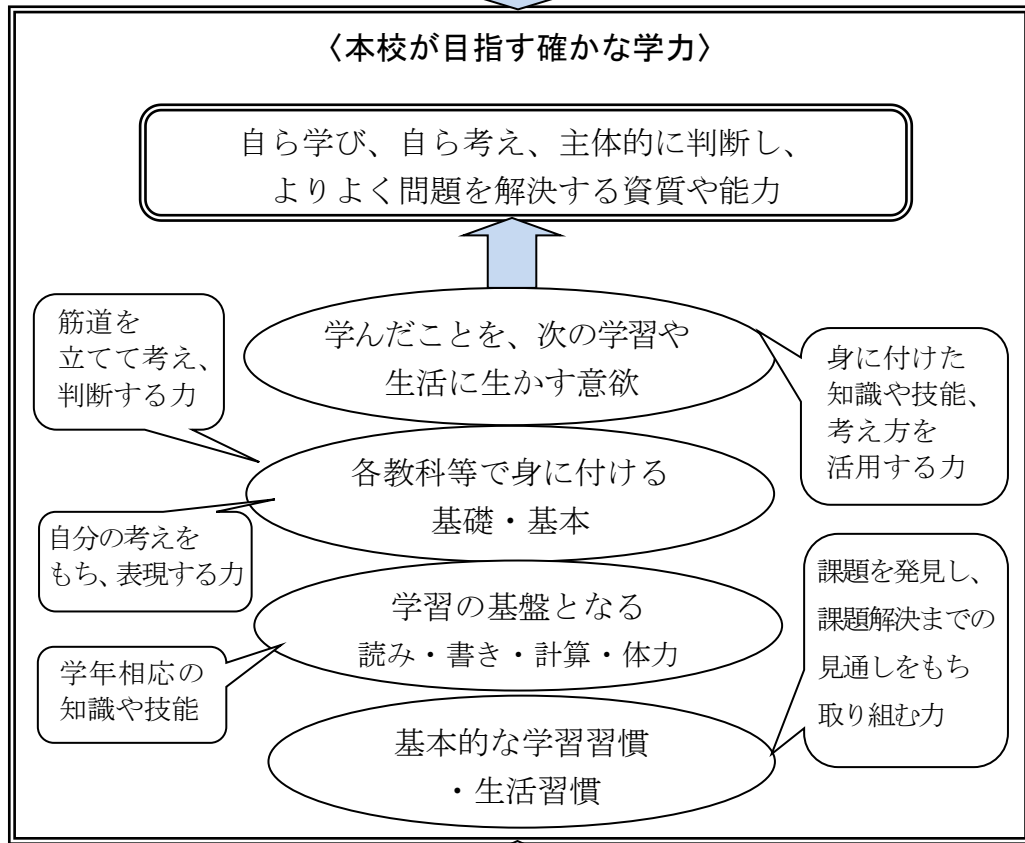 〈本校が目指す確かな学力〉
自ら学び、自ら考え、主体的に判断し、
よりよく問題を解決する資質や能力
筋道を
立てて考え、
判断する力
学んだことを、次の学習や
生活に生かす意欲
身に付けた
知識や技能、
考え方を
活用する力
各教科等で身に付ける
基礎・基本
自分の考えを
もち、表現する力
学習の基盤となる
読み・書き・計算・体力
課題を発見し、
課題解決までの
見通しをもち
取り組む力
学年相応の
知識や技能
基本的な学習習慣
・生活習慣